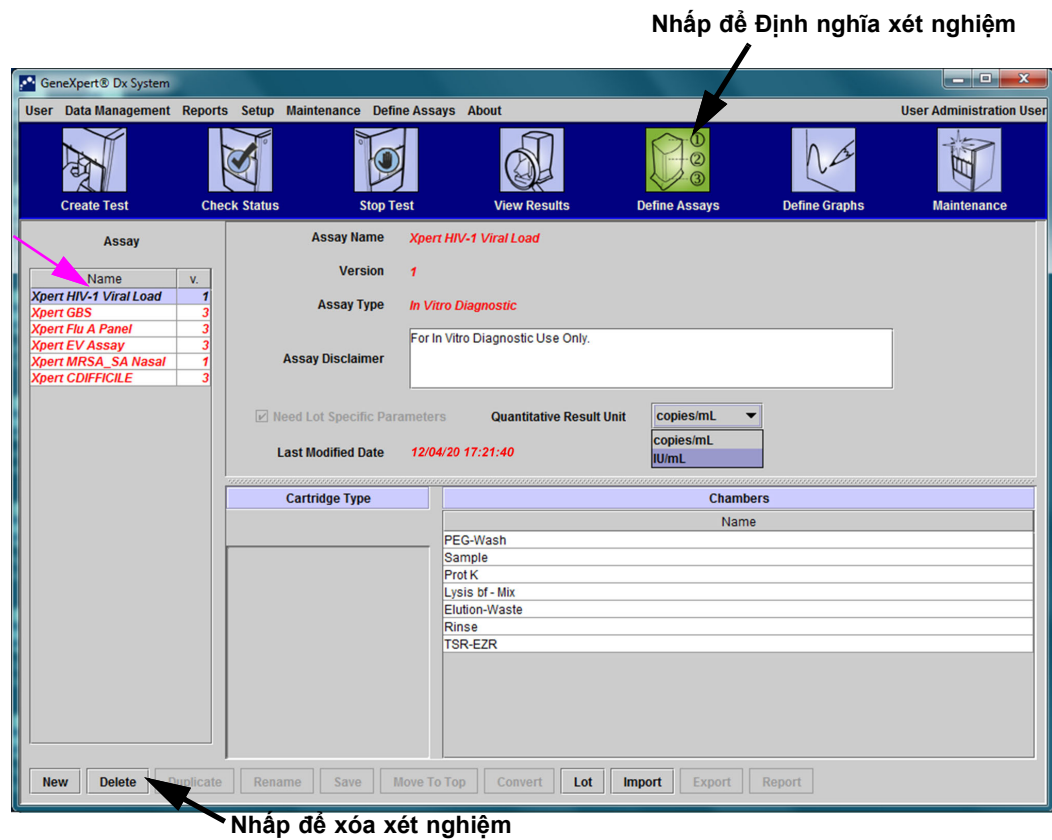 Nhấp để Định nghĩa xét nghiệm
GeneXpert® Dx System
User Data Management Reports Setup Maintenance Define Assays About User Administration User
Create Test Check Status Stop Test View Results Define Assays Define Graphs Maintenance
① ② ③
Assay
Name v.
Xpert HIV-1 Viral Load 1
Xpert GBS 3
Xpert Flu A Panel 3
Xpert EV Assay 3
Xpert MRSA_SA Nasal 1
Xpert CDIFFICILE 3
Assay Name Xpert HIV-1 Viral Load
Version 1
Assay Type In Vitro Diagnostic
Assay Disclaimer For In Vitro Diagnostic Use Only.
Need Lot Specific Parameters Quantitative Result Unit copies/mL
copies/mL
IU/mL
Last Modified Date 12/04/20 17:21:40
Cartridge Type Chambers
Name
PEG-Wash
Sample
Prot K
Lysis bf - Mix
Elution-Waste
Rinse
TSR-EZR
New Delete Duplicate Rename Save Move To Top Convert Lot Import Export Report
Nhấp để xóa xét nghiệm